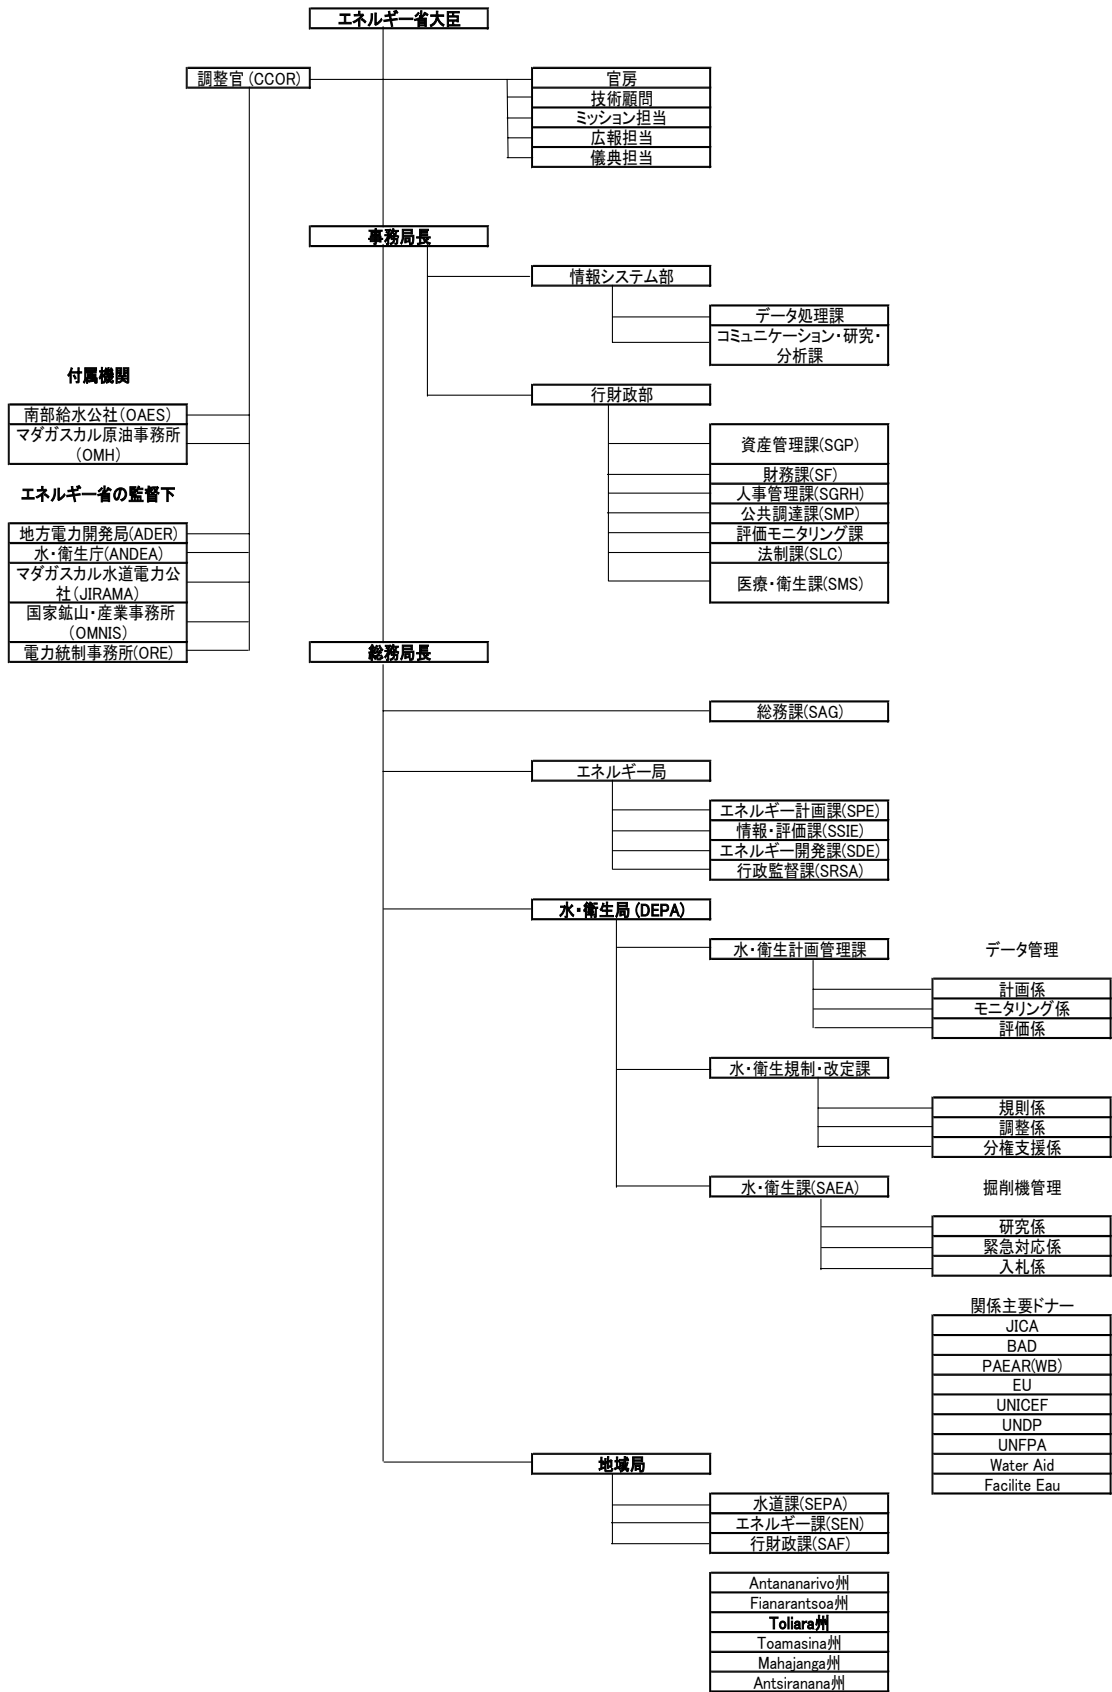 エネルギー省大臣
調整官(CCOR)
官房
技術顧問
ミッション担当
広報担当
儀典担当
事務局長
情報システム部
データ処理課
コミュニケーション・研究・
分析課
付属機関
行財政部
南部給水公社(OAES)
マダガスカル原油事務所
(OMH)
資産管理課(SGP)
財務課(SF)
人事管理課(SGRH)
公共調達課(SMP)
評価モニタリング課
法制課(SLC)
医療・衛生課(SMS)
エネルギー省の監督下
地方電力開発局(ADER)
水・衛生庁(ANDEA)
マダガスカル水道電力公
社(JIRAMA)
国家鉱山・産業事務所
(OMNIS)
電力統制事務所(ORE)
総務局長
総務課(SAG)
エネルギー局
エネルギー計画課(SPE)
情報・評価課(SSIE)
エネルギー開発課(SDE)
行政監督課(SRSA)
水・衛生局(DEPA)
水・衛生計画管理課
データ管理
計画係
モニタリング係
評価係
水・衛生規制・改定課
規則係
調整係
分権支援係
水・衛生課(SAEA)
掘削機管理
研究係
緊急対応係
入札係
関係主要ドナー
JICA
BAD
PAEAR(WB)
EU
UNICEF
UNDP
UNFPA
Water Aid
Facilite Eau
地域局
水道課(SEPA)
エネルギー課(SEN)
行財政課(SAF)
Antananarivo州
Fianarantsoa州
Toliara州
Toamasina州
Mahajanga州
Antsiranana州